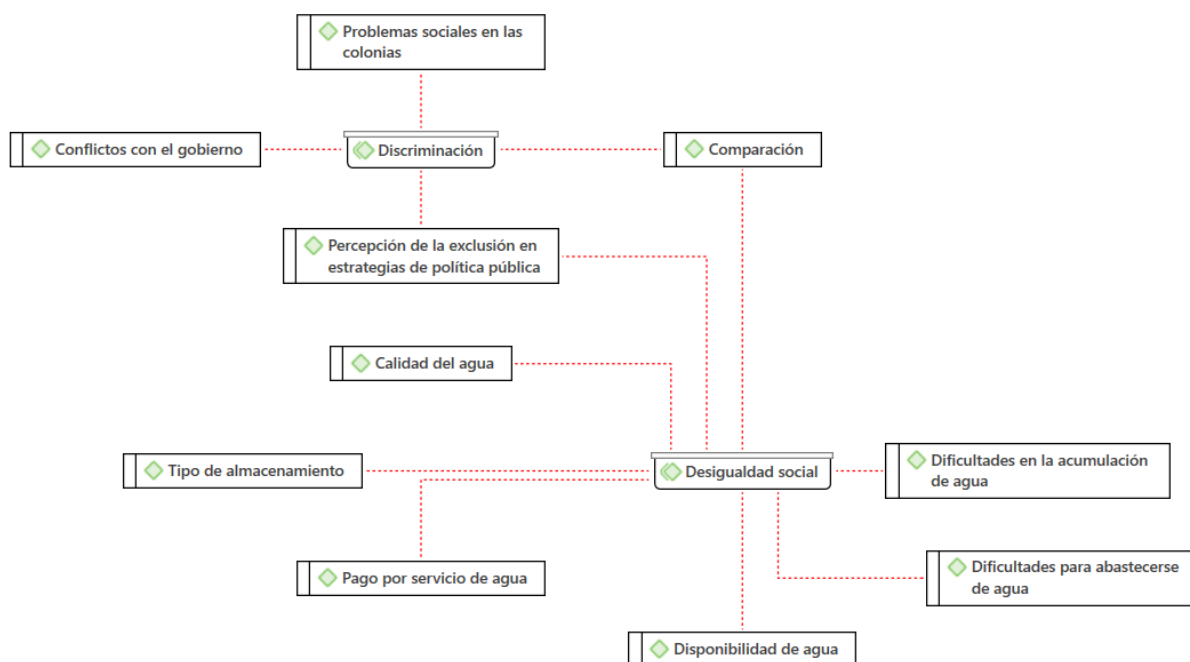 Problemas sociales en las
colonias
Conflictos con el gobierno
Discriminación
Comparación
Percepción de la exclusión en
estrategias de política pública
Calidad del agua
Tipo de almacenamiento
Desigualdad social
Dificultades en la acumulación
de agua
Pago por servicio de agua
Dificultades para abastecerse
de agua
Disponibilidad de agua